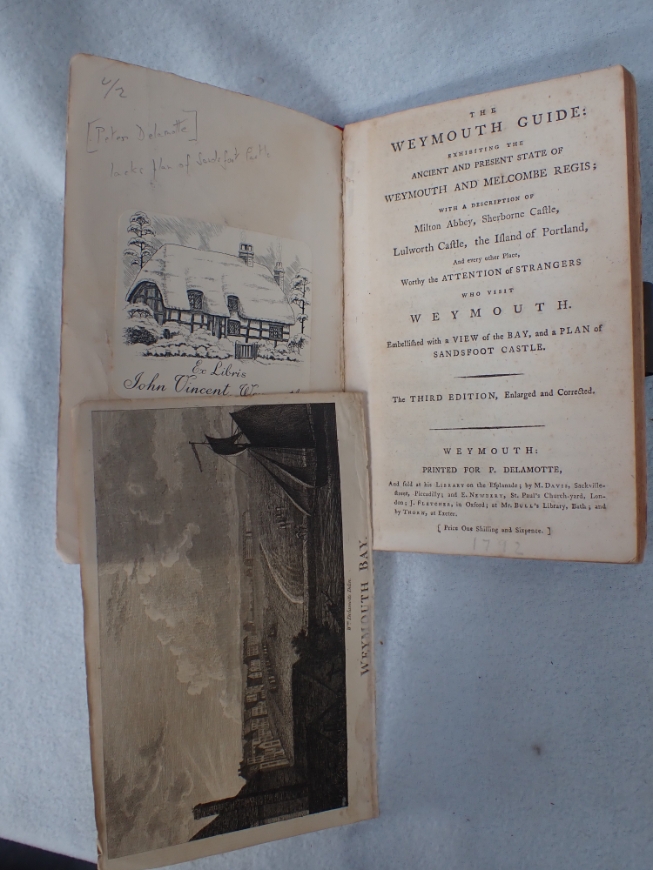 4/2
[Peter Delamotte]
lacks plan of Sandsfoot Castle
Ex Libris
John Vincent
THE
WEYMOUTH GUIDE:
EXHIBITING THE
ANCIENT AND PRESENT STATE OF
WEYMOUTH AND MELCOMBE REGIS;
WITH A DESCRIPTION OF
Milton Abbey, Sherborne Caſtle,
Lulworth Caſtle, the Iſland of Portland,
And every other Place,
Worthy the ATTENTION of STRANGERS
WHO VISIT
WEYMOUTH.
Embelliſhed with a VIEW of the BAY, and a PLAN of
SANDSFOOT CASTLE.
The THIRD EDITION, Enlarged and Corrected.
WEYMOUTH:
PRINTED FOR P. DELAMOTTE,
And ſold at his LIBRARY on the Eſplanade; by M. DAVIS, Sackville-
ſtreet, Picadilly; and E. NEWBERY, St. Paul's Church-yard, Lon-
don; J. FLETCHER, in Oxford; at Mr. BULL's Library, Bath; and
by THORN, at Exeter.
[ Price One Shilling and Sixpence. ]
WEYMOUTH BAY.